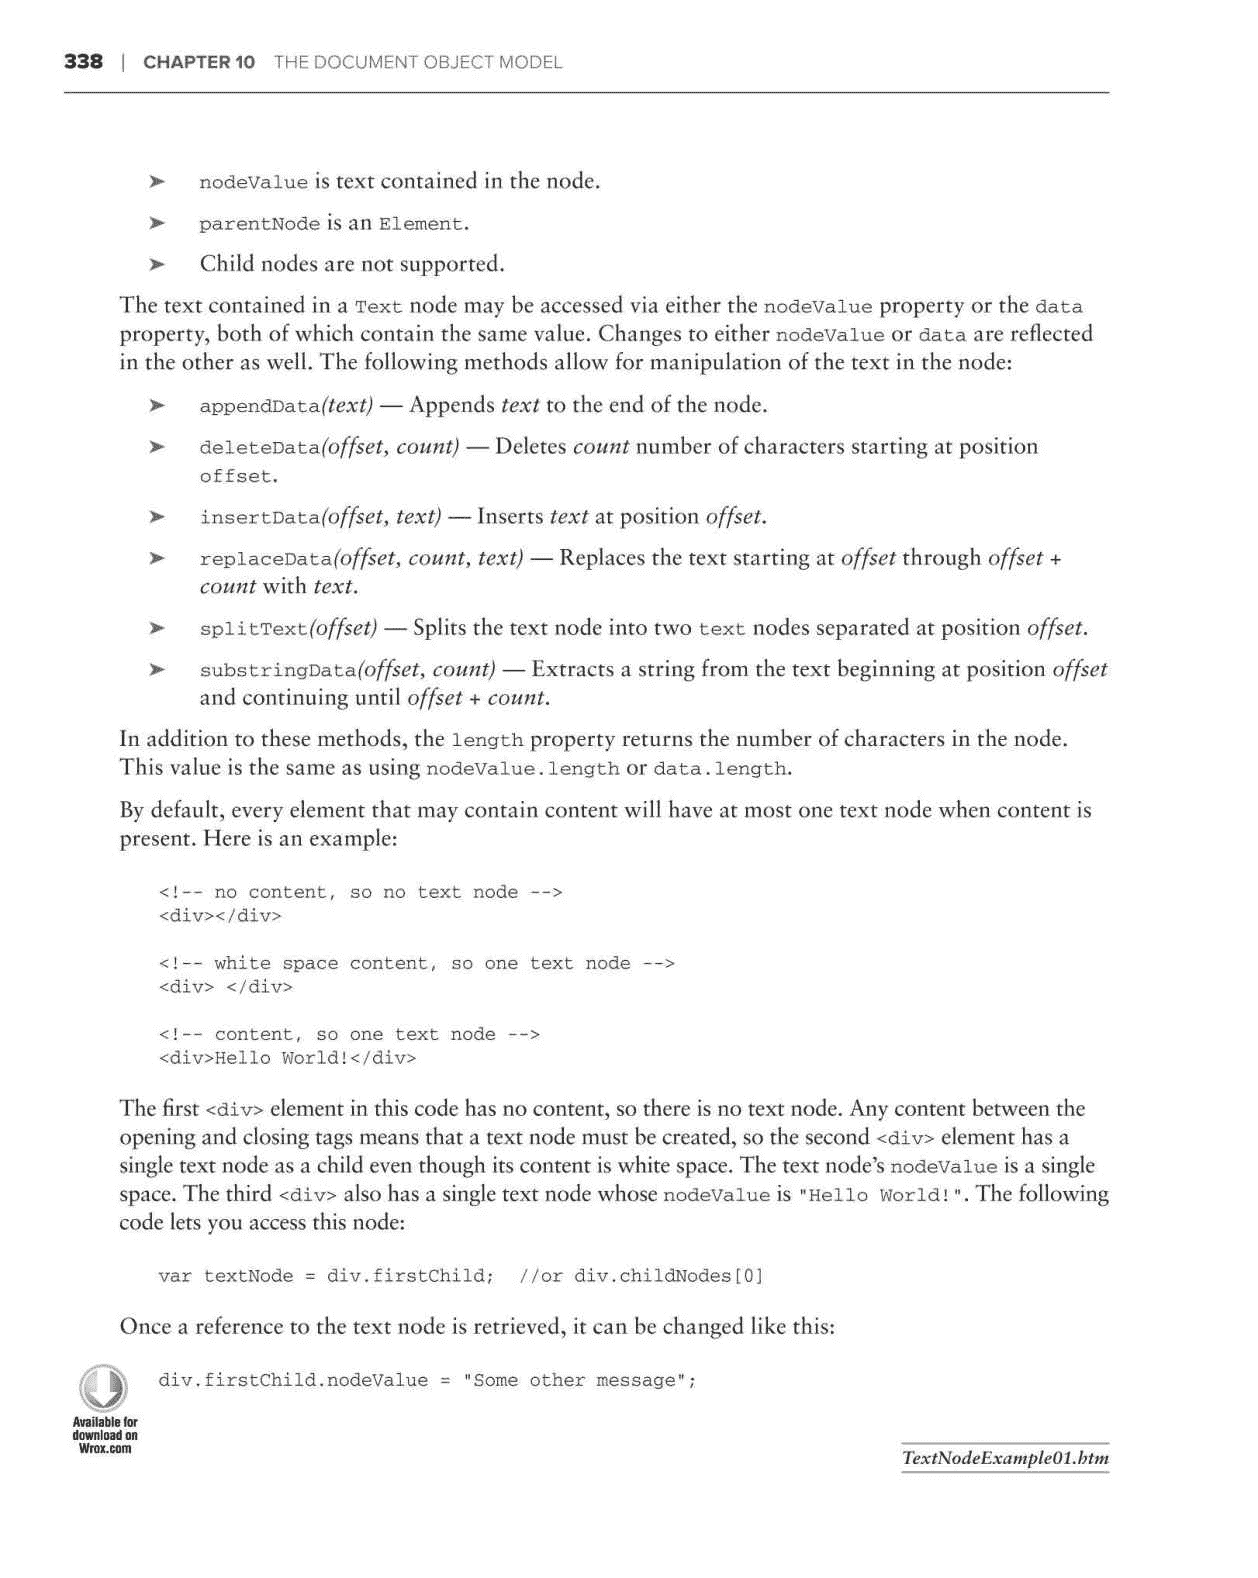 338 | CHAPTER 10 THE DOCUMENT OBJECT MODEL
➤ nodeValue is text contained in the node.
➤ parentNode is an Element.
➤ Child nodes are not supported.
The text contained in a Text node may be accessed via either the nodeValue property or the data
property, both of which contain the same value. Changes to either nodeValue or data are reflected
in the other as well. The following methods allow for manipulation of the text in the node:
➤ appendData(text) — Appends text to the end of the node.
➤ deleteData(offset, count) — Deletes count number of characters starting at position
offset.
➤ insertData(offset, text) — Inserts text at position offset.
➤ replaceData(offset, count, text) — Replaces the text starting at offset through offset +
count with text.
➤ splitText(offset) — Splits the text node into two text nodes separated at position offset.
➤ substringData(offset, count) — Extracts a string from the text beginning at position offset
and continuing until offset + count.
In addition to these methods, the length property returns the number of characters in the node.
This value is the same as using nodeValue.length or data.length.
By default, every element that may contain content will have at most one text node when content is
present. Here is an example:
<!-- no content, so no text node -->
<div></div>
<!-- white space content, so one text node -->
<div> </div>
<!-- content, so one text node -->
<div>Hello World!</div>
The first <div> element in this code has no content, so there is no text node. Any content between the
opening and closing tags means that a text node must be created, so the second <div> element has a
single text node as a child even though its content is white space. The text node’s nodeValue is a single
space. The third <div> also has a single text node whose nodeValue is "Hello World!". The following
code lets you access this node:
var textNode = div.firstChild; //or div.childNodes[0]
Once a reference to the text node is retrieved, it can be changed like this:
div.firstChild.nodeValue = "Some other message";
Available for
download on
Wrox.com
TextNodeExample01.htm